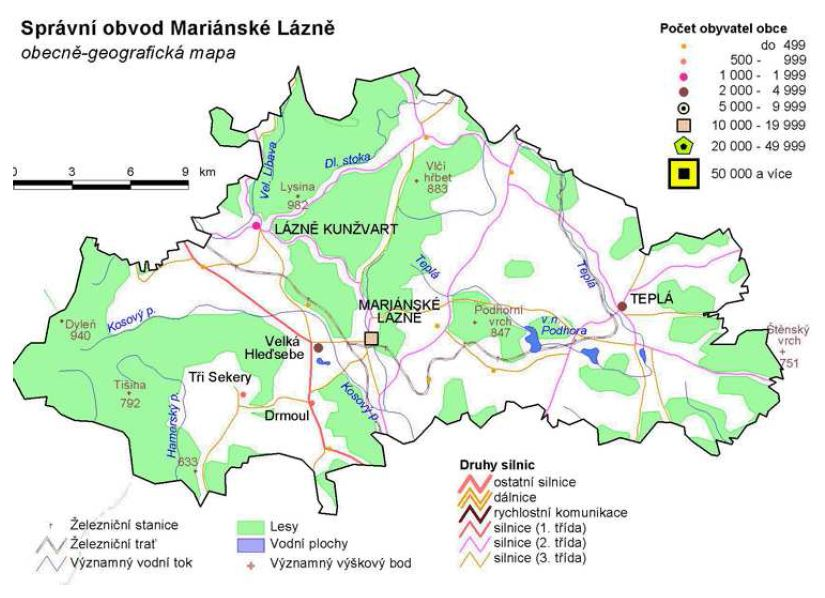 Správní obvod Mariánské Lázně
obecně-geografická mapa
Počet obyvatel obce
do 499
500 - 999
1 000 - 1 999
2 000 - 4 999
5 000 - 9 999
10 000 - 19 999
20 000 - 49 999
50 000 a více
0 3 6 9 km
Vel. Libava
Dl. stoka
Lysina
982
Vlčí
hřbet
883
LÁZNĚ KUNŽVART
Teplá
Teplá
MARIÁNSKÉ
LÁZNĚ
TEPLÁ
Podhorní
vrch
847
v.n.
Podhora
Dyleň
940
Kosový p.
Velká
Hleďsebe
Štěnský
vrch
751
Tišina
792
Tři Sekery
Kosový p.
Hamerský p.
Drmoul
633
Druhy silnic
ostatní silnice
dálnice
rychlostní komunikace
silnice (1. třída)
silnice (2. třída)
silnice (3. třída)
Železniční stanice
Železniční trať
Významný vodní tok
Lesy
Vodní plochy
Významný výškový bod